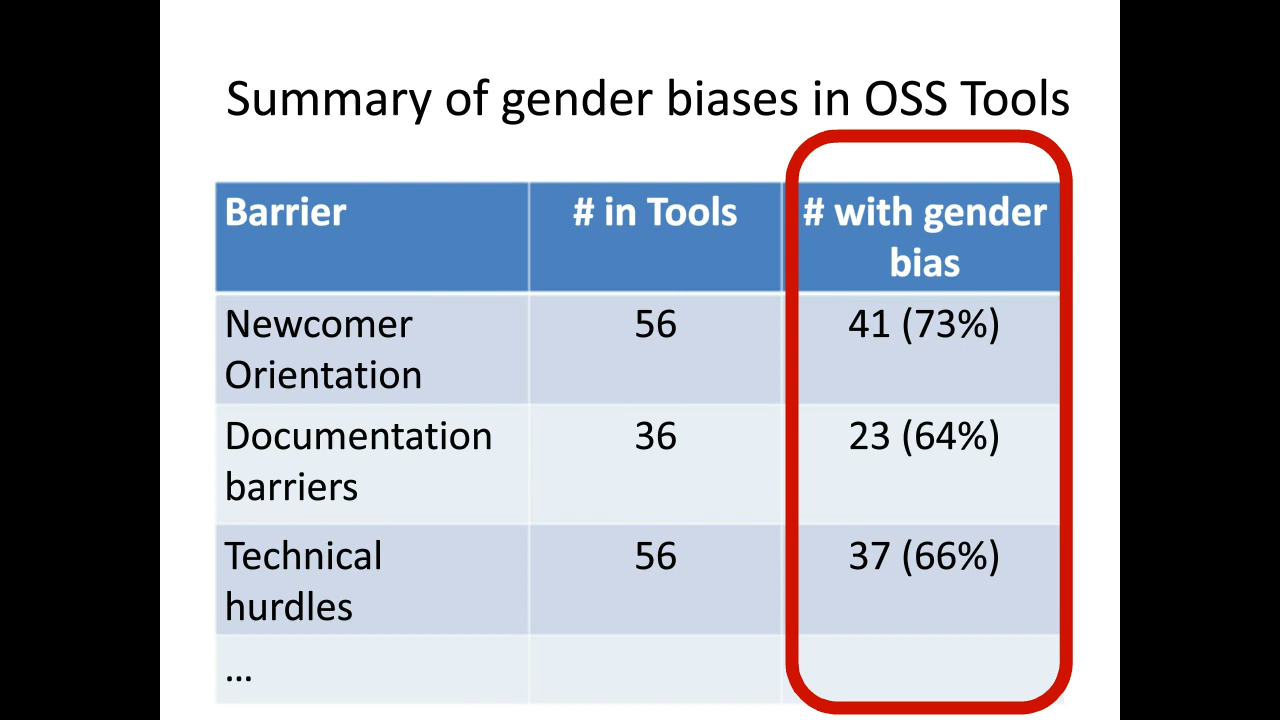 Summary of gender biases in OSS Tools
Barrier
# in Tools
# with gender
bias
Newcomer
Orientation
56
41 (73%)
Documentation
barriers
36
23 (64%)
Technical
hurdles
56
37 (66%)
...